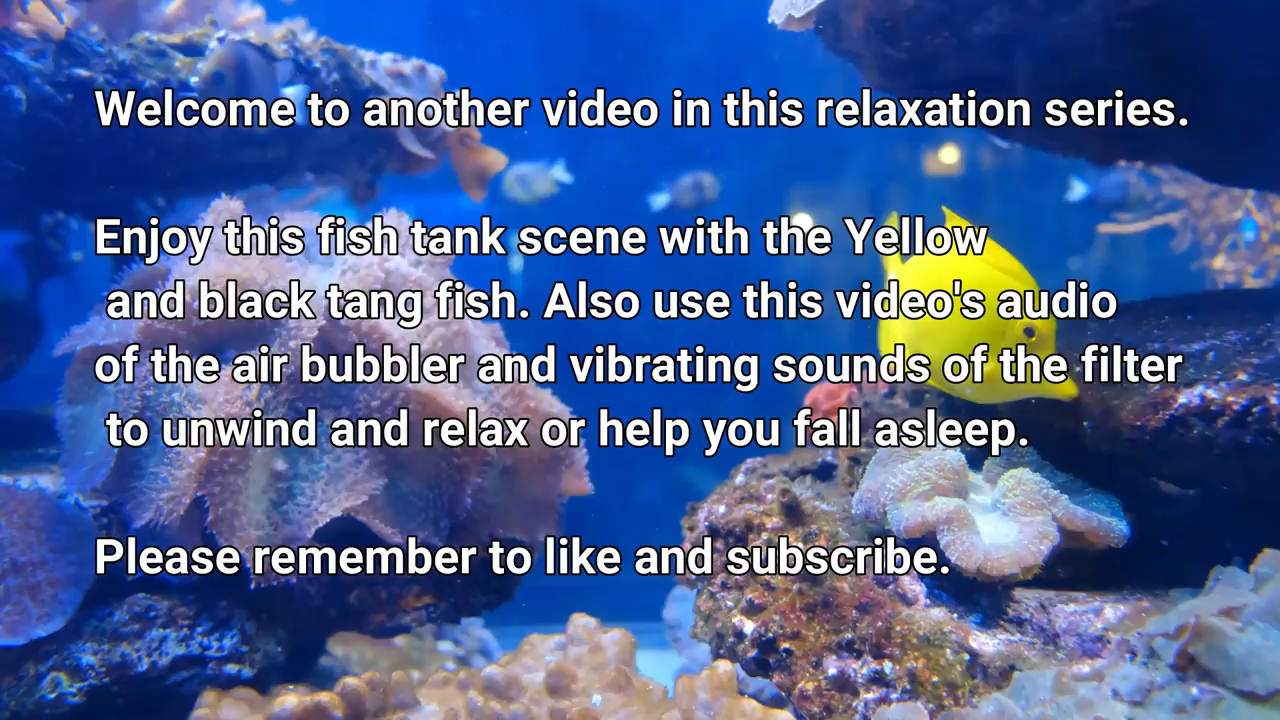 Welcome to another video in this relaxation series.
Enjoy this fish tank scene with the Yellow
and black tang fish. Also use this video's audio
of the air bubbler and vibrating sounds of the filter
to unwind and relax or help you fall asleep.
Please remember to like and subscribe.